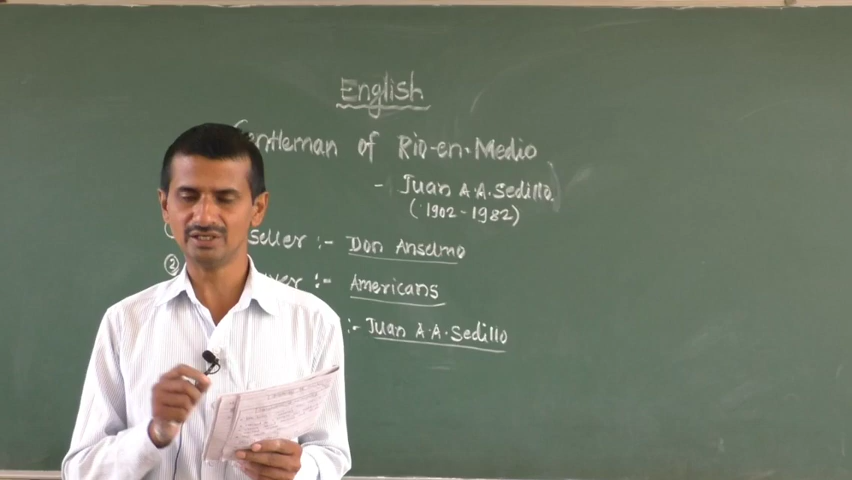 English
Gentleman of Rio-en-Medio
- Juan A.A. Sedillo
(1902-1982)
seller :- Don Anselmo
② :- Americans
:- Juan A.A. Sedillo